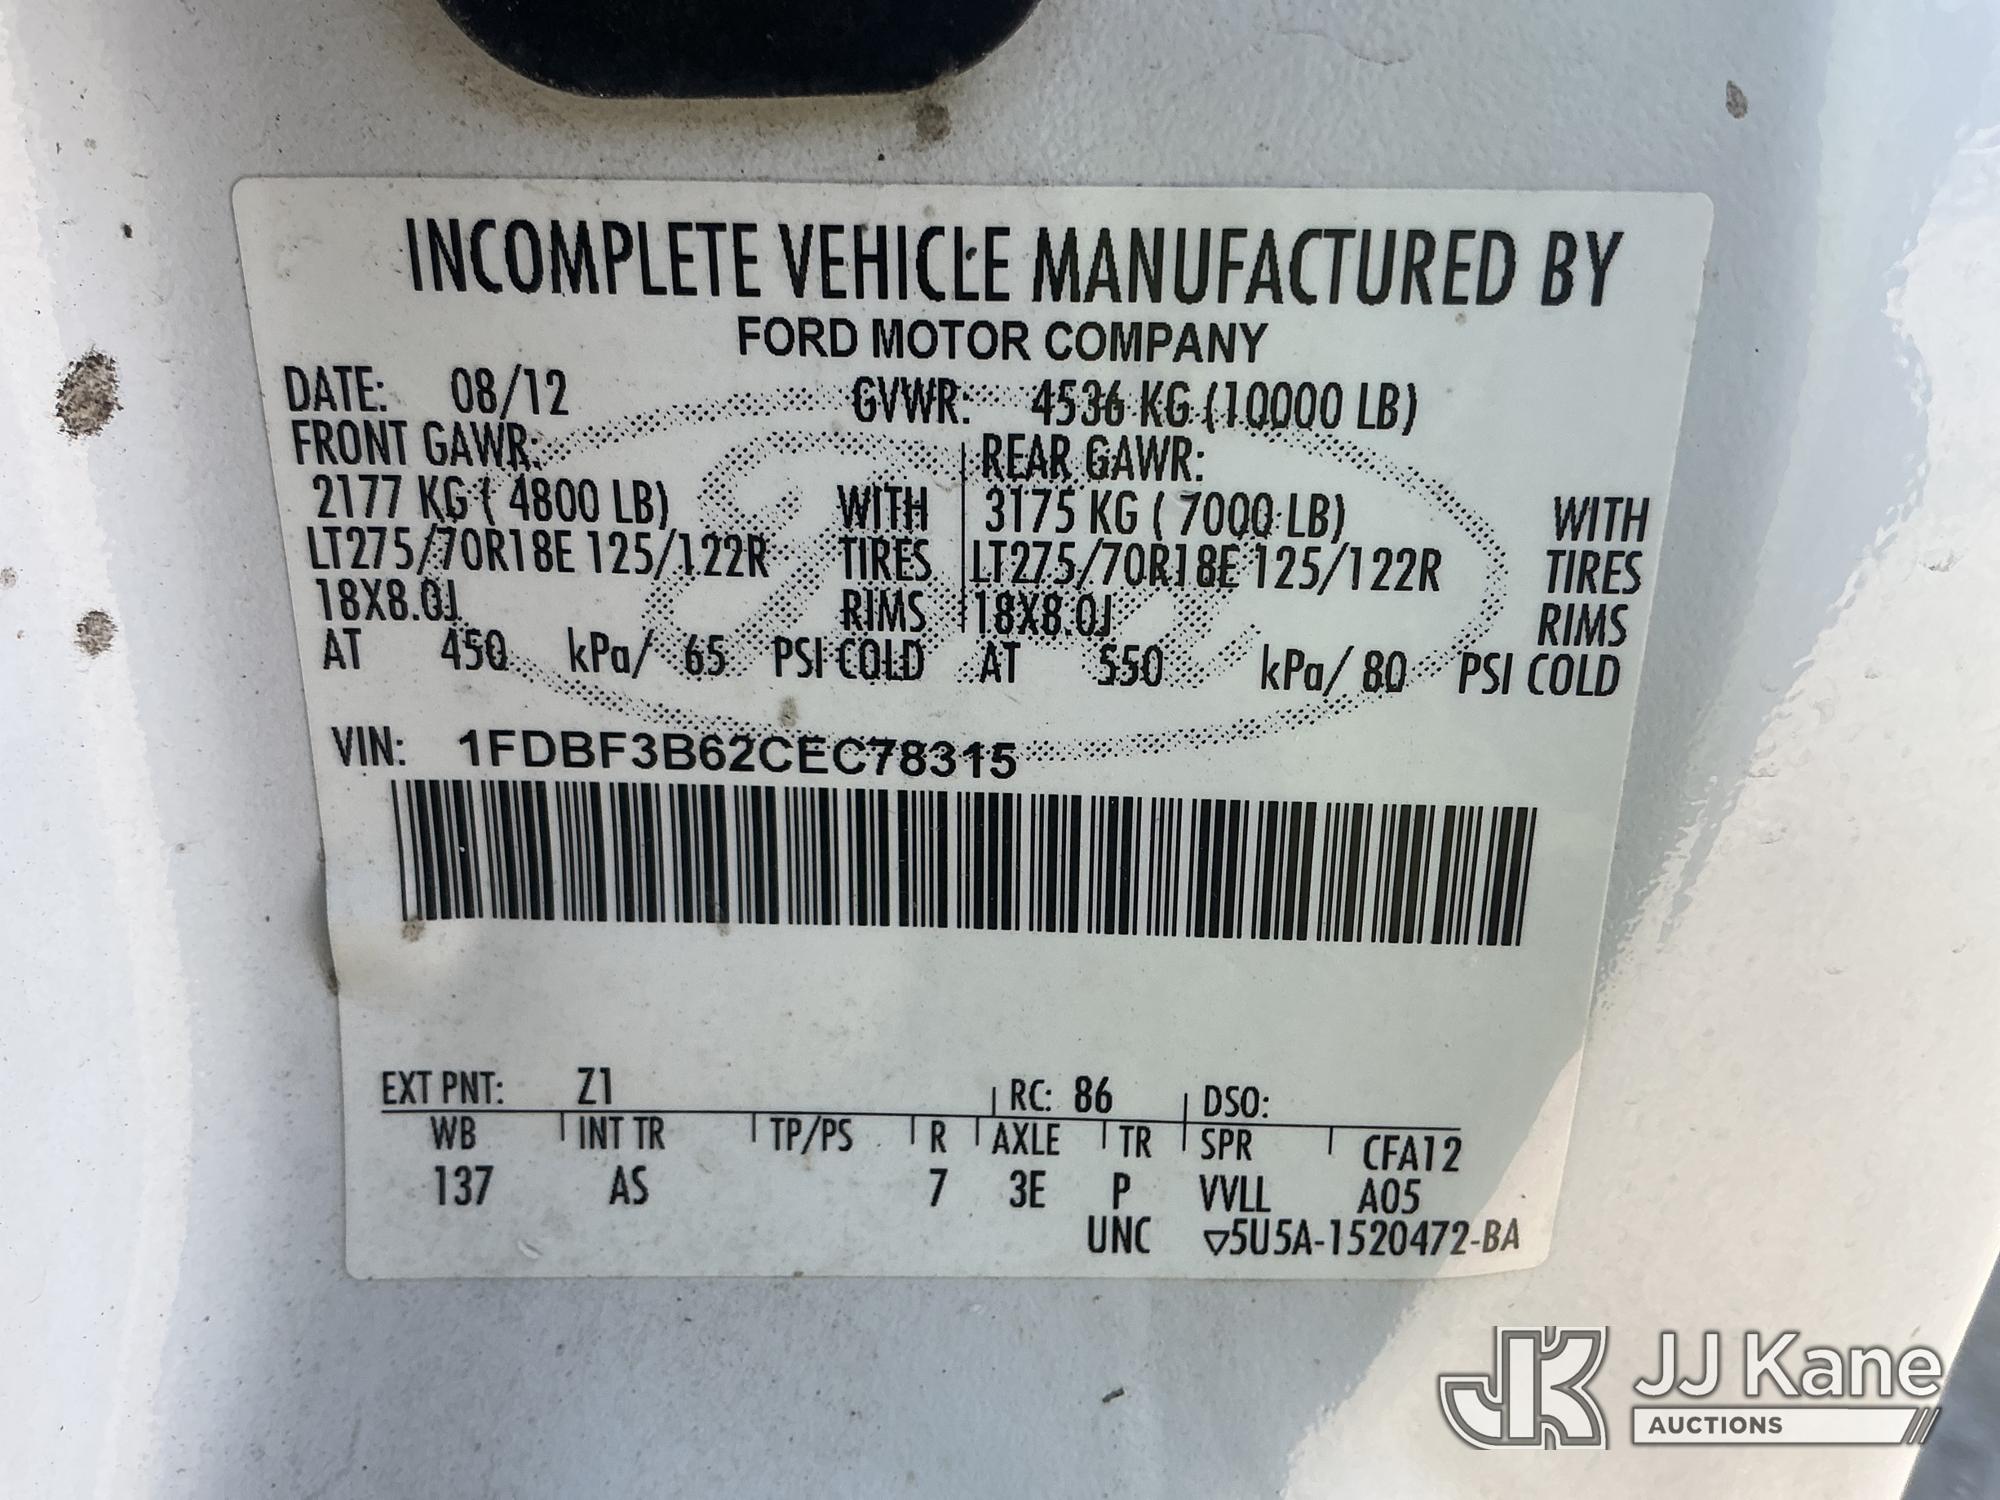 INCOMPLETE VEHICLE MANUFACTURED BY
FORD MOTOR COMPANY
DATE: 08/12 GVWR: 4536 KG (10000 LB)
FRONT GAWR: REAR GAWR:
2177 KG ( 4800 LB) WITH 3175 KG ( 7000 LB) WITH
LT275/70R18E 125/122R TIRES LT275/70R18E 125/122R TIRES
18X8.0J RIMS 18X8.0J RIMS
AT 450 kPa/ 65 PSI COLD AT 550 kPa/ 80 PSI COLD
VIN: 1FDBF3B62CEC78315
EXT PNT: Z1 RC: 86 DSO:
WB INT TR TP/PS R AXLE TR SPR CFA12
137 AS 7 3E P VVLL A05
UNC ▽5U5A-1520472-BA
JK JJ Kane
AUCTIONS